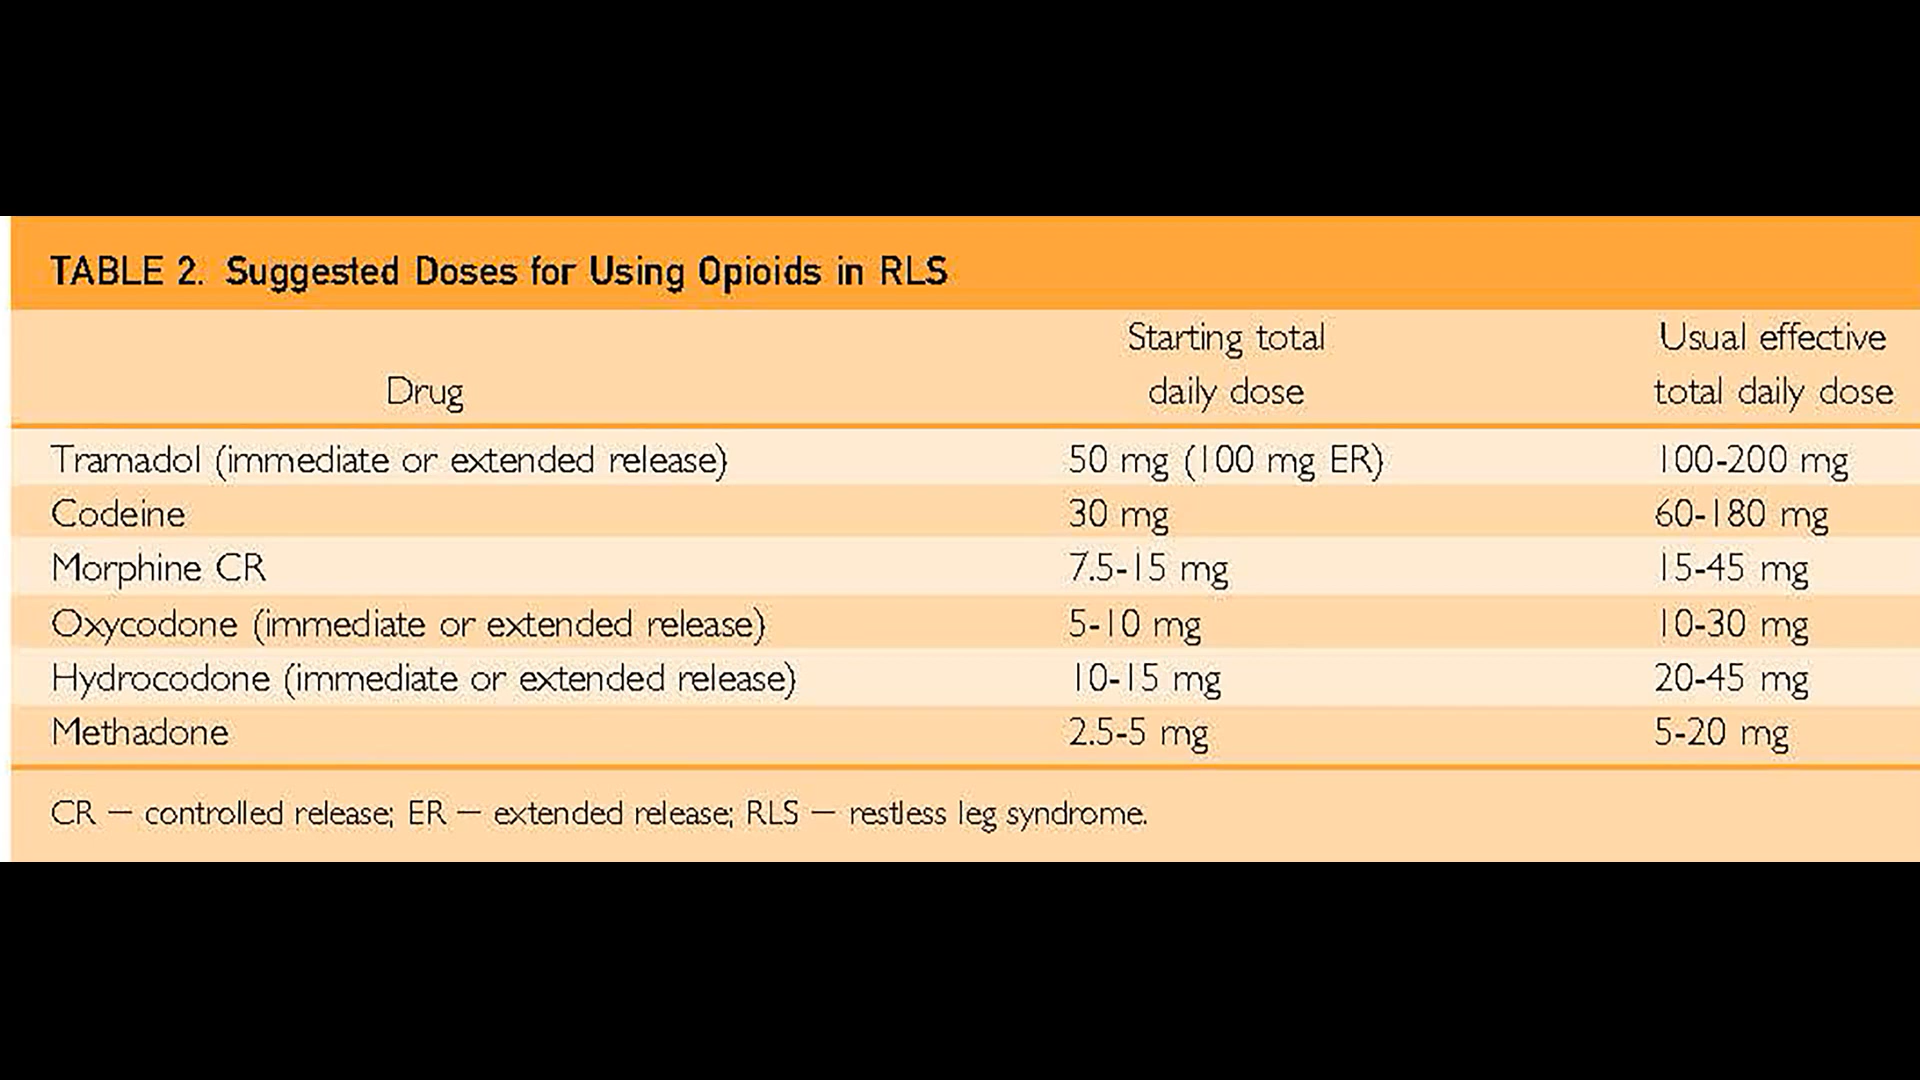 TABLE 2. Suggested Doses for Using Opioids in RLS
Drug Starting total daily dose Usual effective total daily dose
Tramadol (immediate or extended release) 50 mg (100 mg ER) 100-200 mg
Codeine 30 mg 60-180 mg
Morphine CR 7.5-15 mg 15-45 mg
Oxycodone (immediate or extended release) 5-10 mg 10-30 mg
Hydrocodone (immediate or extended release) 10-15 mg 20-45 mg
Methadone 2.5-5 mg 5-20 mg
CR — controlled release; ER — extended release; RLS — restless leg syndrome.